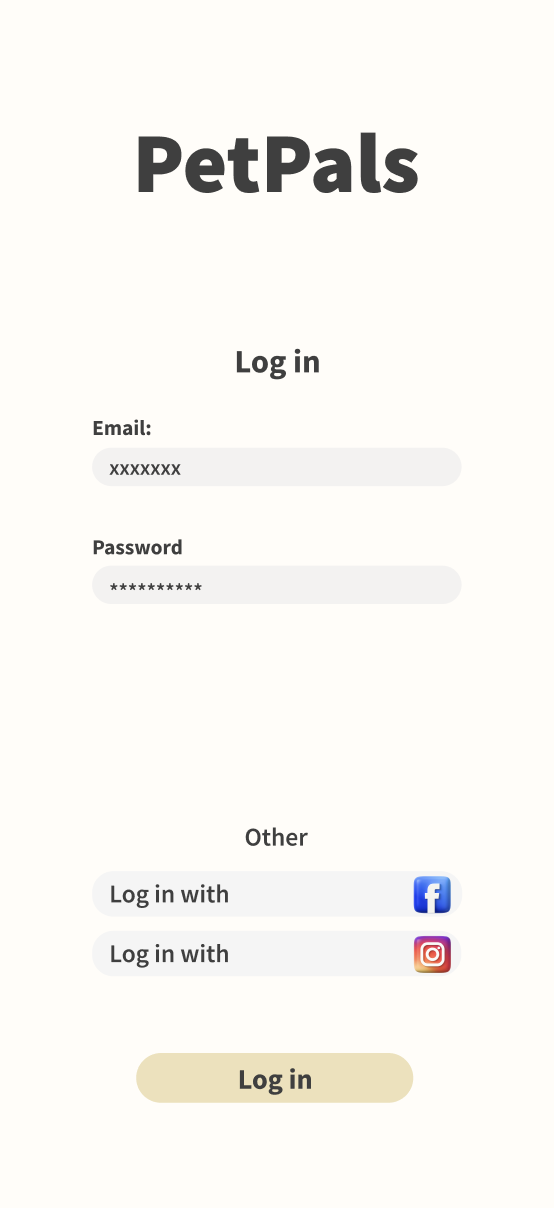 PetPals
Log in
Email:
xxxxxxx
Password
**********
Other
Log in with
Log in with
Log in